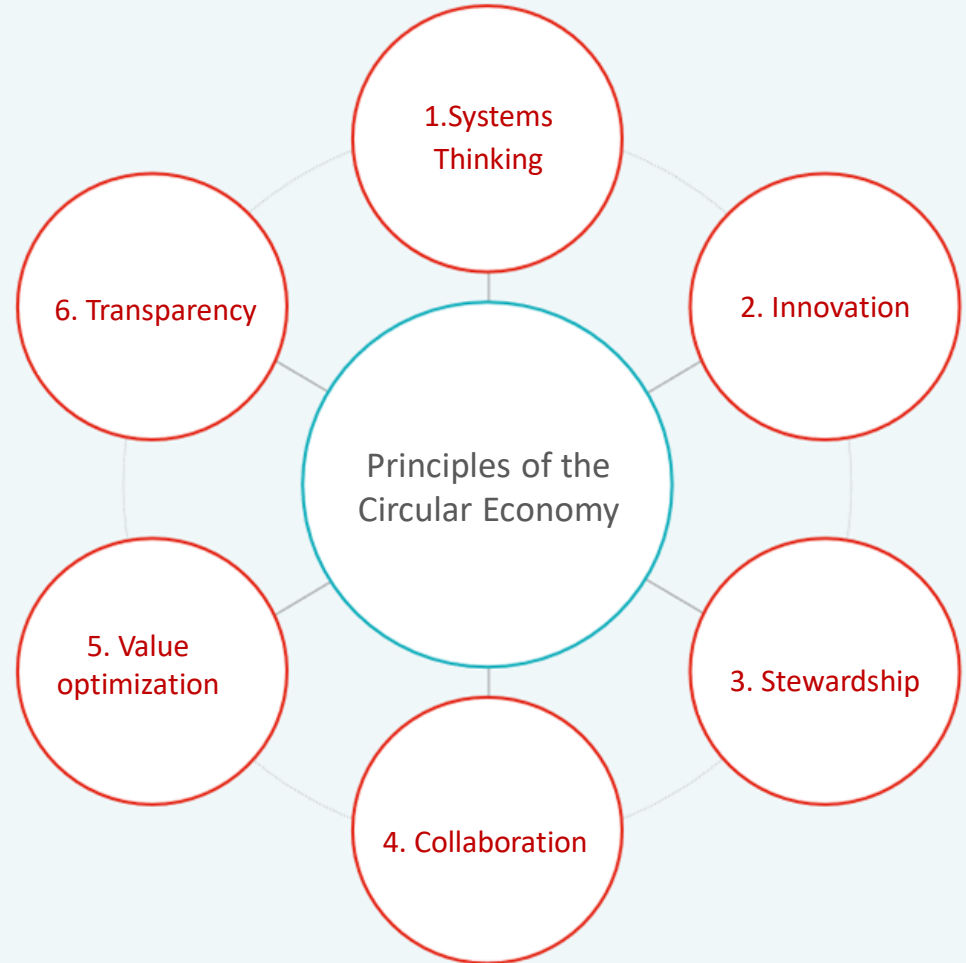 1.Systems
Thinking
2. Innovation
3. Stewardship
4. Collaboration
5. Value
optimization
6. Transparency
Principles of the
Circular Economy